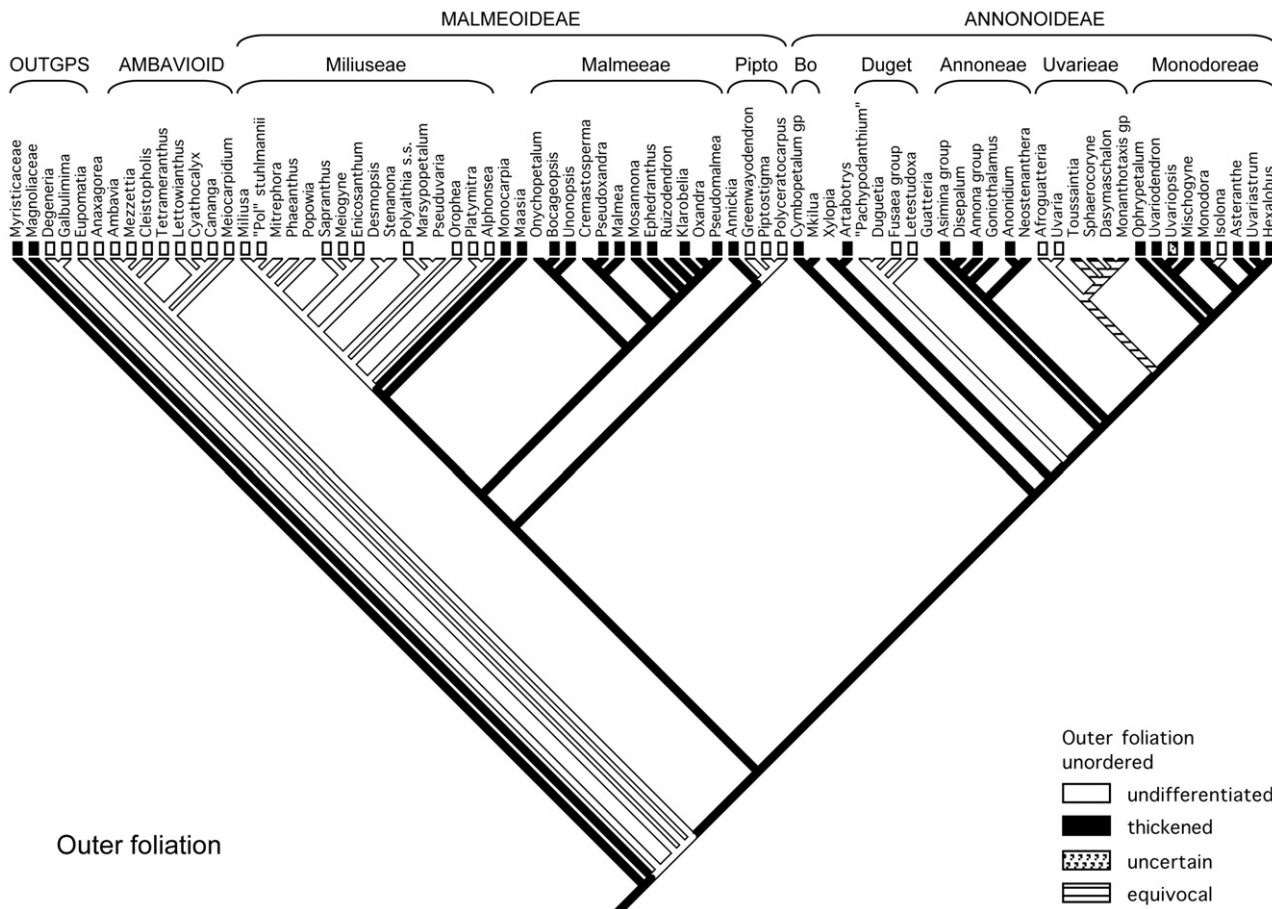 MALMEOIDEAE
ANNONOIDEAE
OUTGPS
AMBAVIOID
Miliuseae
Malmeeae
Pipto
Bo
Duget
Annoneae
Uvarieae
Monodoreae
Myristicaceae
Magnoliaceae
Degeneria
Galbulimima
Eupomatia
Anaxagorea
Ambavia
Mezzettia
Cleistopholis
Tetrameranthus
Lettowianthus
Cyathocalyx
Cananga
Meiocarpidium
Miliusa
"Pol" stuhlmannii
Mitrephora
Phaeanthus
Popowia
Sapranthus
Meiogyne
Enicosanthum
Desmopsis
Stenanona
Polyalthia s.s.
Marsypopetalum
Pseuduvaria
Orophea
Platymitra
Alphonsea
Monocarpia
Maasia
Onychopetalum
Bocageopsis
Unonopsis
Cremastosperma
Pseudoxandra
Malmea
Mosannona
Ephedranthus
Ruizodendron
Klarobelia
Oxandra
Pseudomalmea
Annickia
Greenwayodendron
Piptostigma
Polyceratocarpus
Cymbopetalum gp
Mkilua
Xylopia
Artabotrys
"Pachypodanthium"
Duguetia
Fusaea group
Letestudoxa
Guatteria
Asimina group
Disepalum
Annona group
Goniothalamus
Anonidium
Neostenanthera
Afroguatteria
Uvaria
Toussaintia
Sphaerocoryne
Dasymaschalon
Monanthotaxis gp
Ophrypetalum
Uvariodendron
Uvariopsis
Mischogyne
Monodora
Isolona
Asteranthe
Uvariastrum
Hexalobus
Outer foliation
Outer foliation
unordered
undifferentiated
thickened
uncertain
equivocal